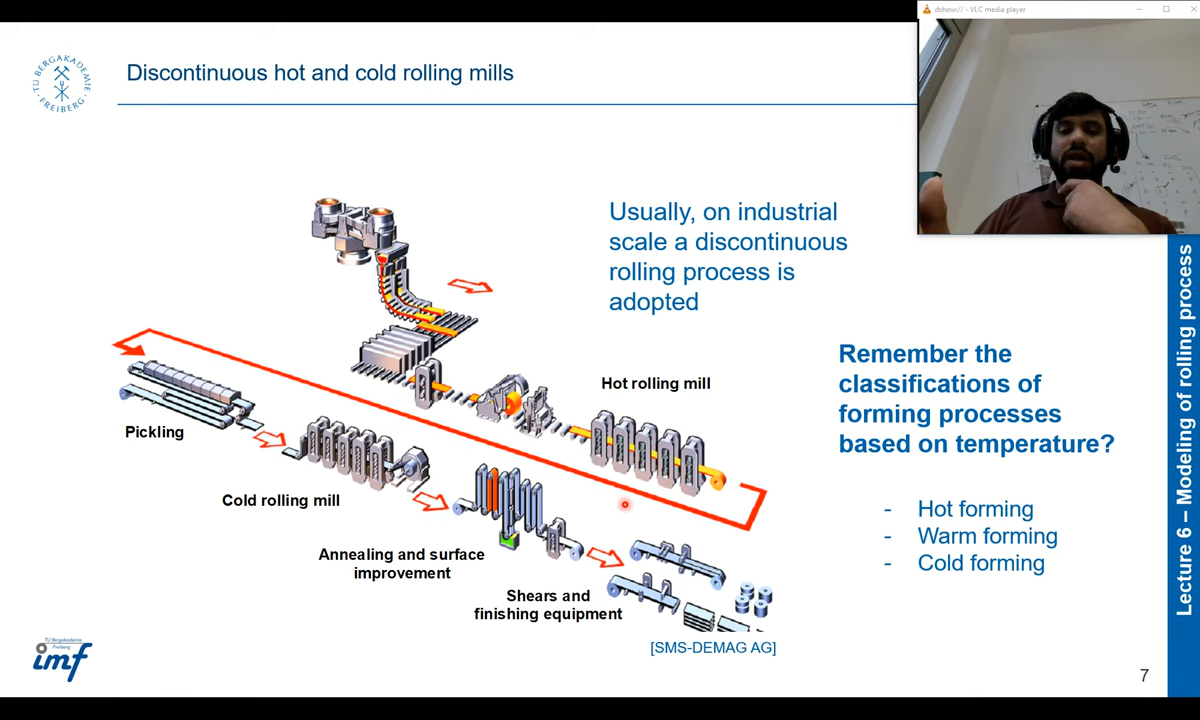 dshow:// - VLC media player
TU BERGAKADEMIE
FREIBERG
Discontinuous hot and cold rolling mills
Usually, on industrial
scale a discontinuous
rolling process is
adopted
Remember the
classifications of
forming processes
based on temperature?
- Hot forming
- Warm forming
- Cold forming
Hot rolling mill
Pickling
Cold rolling mill
Annealing and surface
improvement
Shears and
finishing equipment
[SMS-DEMAG AG]
Lecture 6 – Modeling of rolling process
TU Bergakademie
Freiberg
imf
7